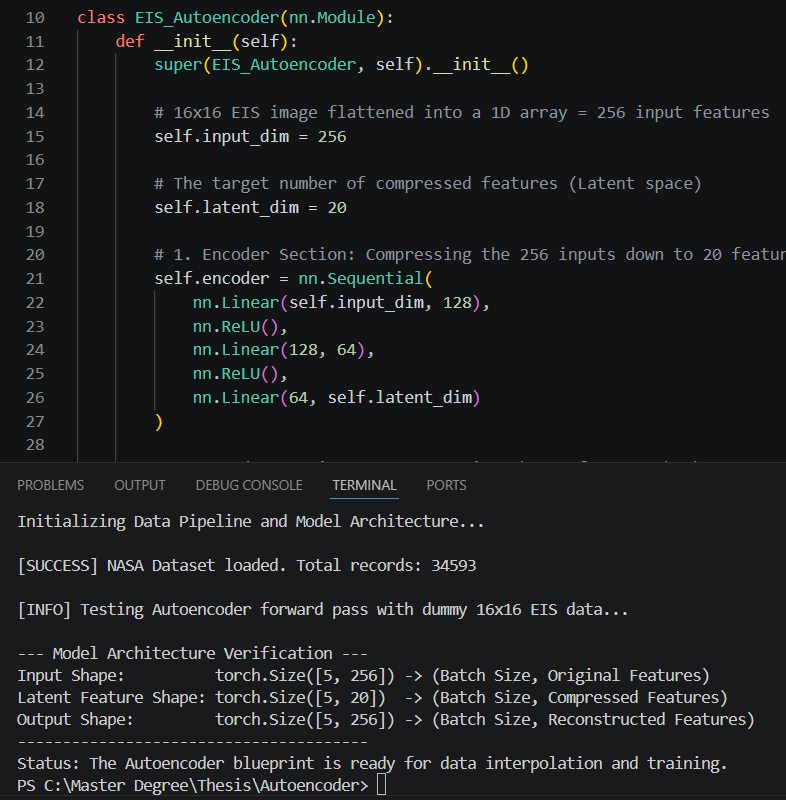 10 class EIS_Autoencoder(nn.Module):
11 def __init__(self):
12 super(EIS_Autoencoder, self).__init__()
13
14 # 16x16 EIS image flattened into a 1D array = 256 input features
15 self.input_dim = 256
16
17 # The target number of compressed features (Latent space)
18 self.latent_dim = 20
19
20 # 1. Encoder Section: Compressing the 256 inputs down to 20 featur
21 self.encoder = nn.Sequential(
22 nn.Linear(self.input_dim, 128),
23 nn.ReLU(),
24 nn.Linear(128, 64),
25 nn.ReLU(),
26 nn.Linear(64, self.latent_dim)
27 )
28
PROBLEMS OUTPUT DEBUG CONSOLE TERMINAL PORTS
Initializing Data Pipeline and Model Architecture...
[SUCCESS] NASA Dataset loaded. Total records: 34593
[INFO] Testing Autoencoder forward pass with dummy 16x16 EIS data...
--- Model Architecture Verification ---
Input Shape: torch.Size([5, 256]) -> (Batch Size, Original Features)
Latent Feature Shape: torch.Size([5, 20]) -> (Batch Size, Compressed Features)
Output Shape: torch.Size([5, 256]) -> (Batch Size, Reconstructed Features)
---------------------------------------
Status: The Autoencoder blueprint is ready for data interpolation and training.
PS C:\Master Degree\Thesis\Autoencoder>